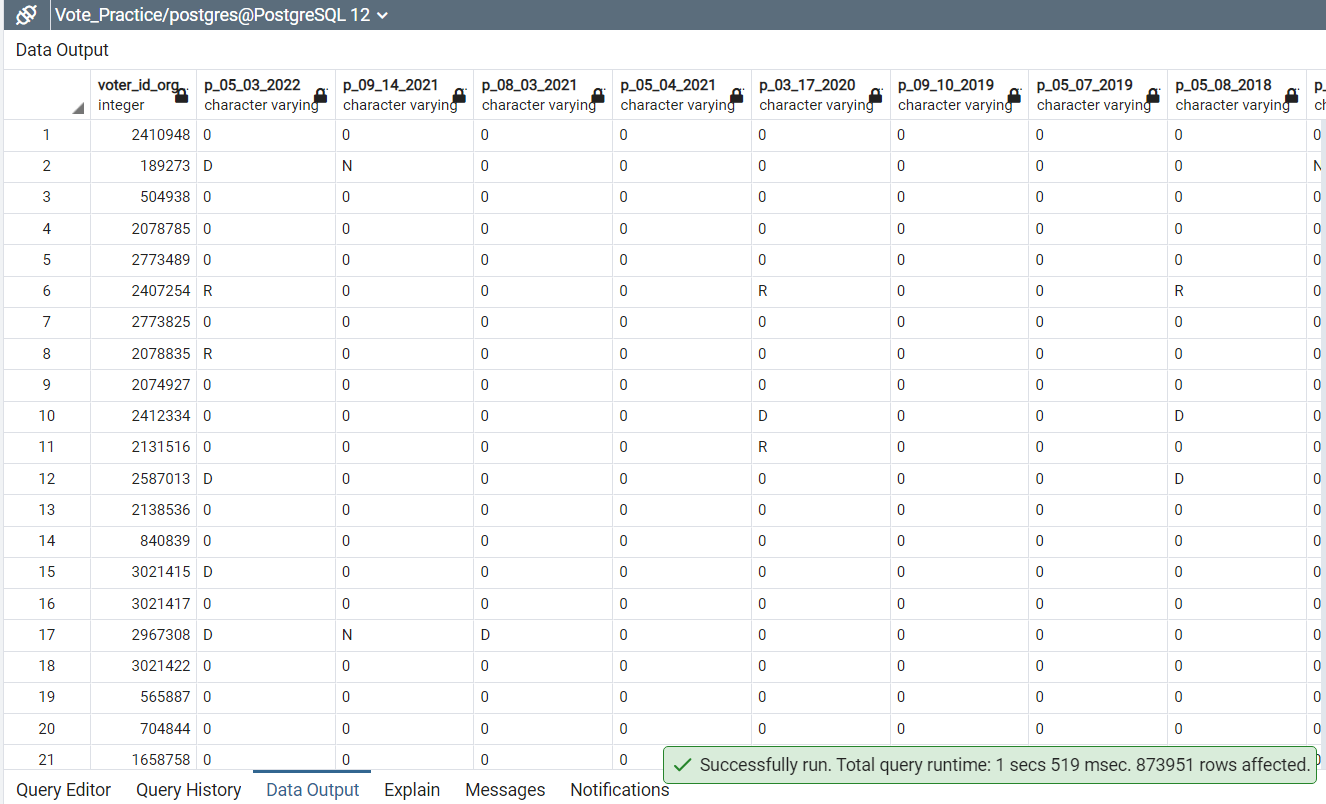 Vote_Practice/postgres@PostgreSQL 12
Data Output
voter_id_org p_05_03_2022 p_09_14_2021 p_08_03_2021 p_05_04_2021 p_03_17_2020 p_09_10_2019 p_05_07_2019 p_05_08_2018 p_
integer character varying character varying character varying character varying character varying character varying character varying character varying ch
1 2410948 0 0 0 0 0 0 0 0 0
2 189273 D N 0 0 0 0 0 0 N
3 504938 0 0 0 0 0 0 0 0 0
4 2078785 0 0 0 0 0 0 0 0 0
5 2773489 0 0 0 0 0 0 0 0 0
6 2407254 R 0 0 0 R 0 0 R 0
7 2773825 0 0 0 0 0 0 0 0 0
8 2078835 R 0 0 0 0 0 0 0 0
9 2074927 0 0 0 0 0 0 0 0 0
10 2412334 0 0 0 0 D 0 0 D 0
11 2131516 0 0 0 0 R 0 0 0 0
12 2587013 D 0 0 0 0 0 0 D 0
13 2138536 0 0 0 0 0 0 0 0 0
14 840839 0 0 0 0 0 0 0 0 0
15 3021415 D 0 0 0 0 0 0 0 0
16 3021417 0 0 0 0 0 0 0 0 0
17 2967308 D N D 0 0 0 0 0 0
18 3021422 0 0 0 0 0 0 0 0 0
19 565887 0 0 0 0 0 0 0 0 0
20 704844 0 0 0 0 0 0 0 0 0
21 1658758 0 0 0 0
Successfully run. Total query runtime: 1 secs 519 msec. 873951 rows affected.
Query Editor Query History Data Output Explain Messages Notifications